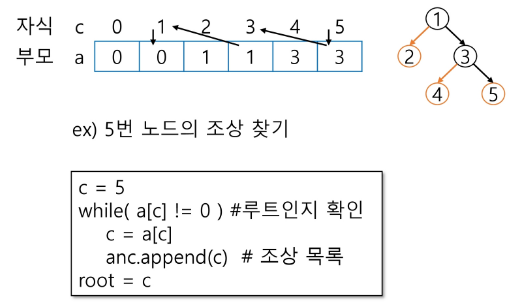 자식 c 0 1 2 3 4 5
부모 a 0 0 1 1 3 3
1
2 3
4 5
ex) 5번 노드의 조상 찾기
c = 5
while( a[c] != 0 ) #루트인지 확인
c = a[c]
anc.append(c) # 조상 목록
root = c